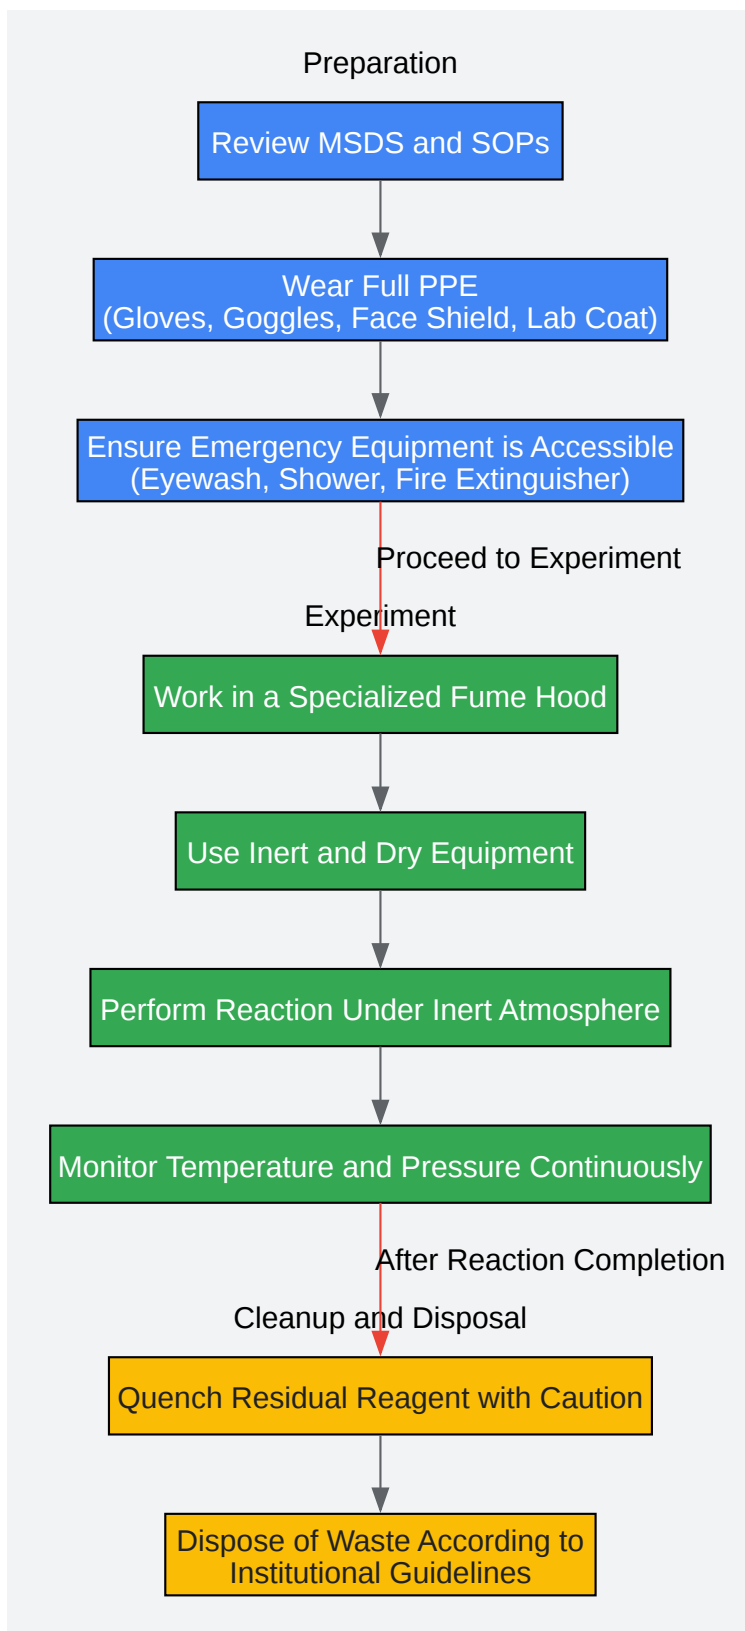 Preparation
Review MSDS and SOPs
Wear Full PPE
(Gloves, Goggles, Face Shield, Lab Coat)
Ensure Emergency Equipment is Accessible
(Eyewash, Shower, Fire Extinguisher)
Proceed to Experiment
Experiment
Work in a Specialized Fume Hood
Use Inert and Dry Equipment
Perform Reaction Under Inert Atmosphere
Monitor Temperature and Pressure Continuously
After Reaction Completion
Cleanup and Disposal
Quench Residual Reagent with Caution
Dispose of Waste According to
Institutional Guidelines